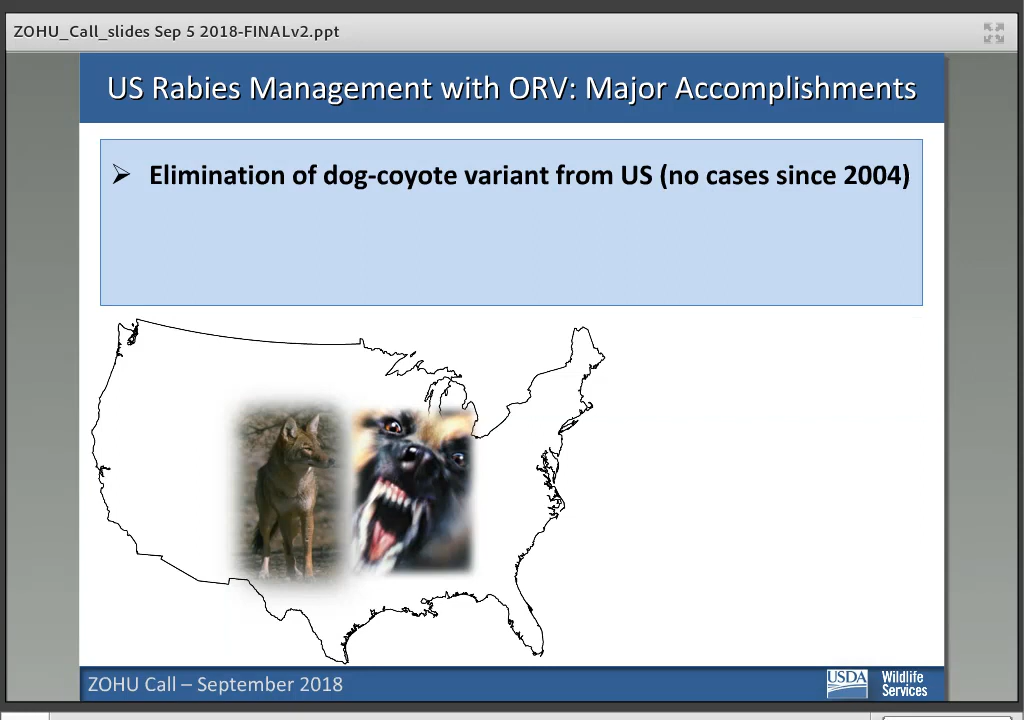 ZOHU_Call_slides Sep 5 2018-FINALv2.ppt
US Rabies Management with ORV: Major Accomplishments
➢ Elimination of dog-coyote variant from US (no cases since 2004)
ZOHU Call – September 2018
USDA
Wildlife
Services